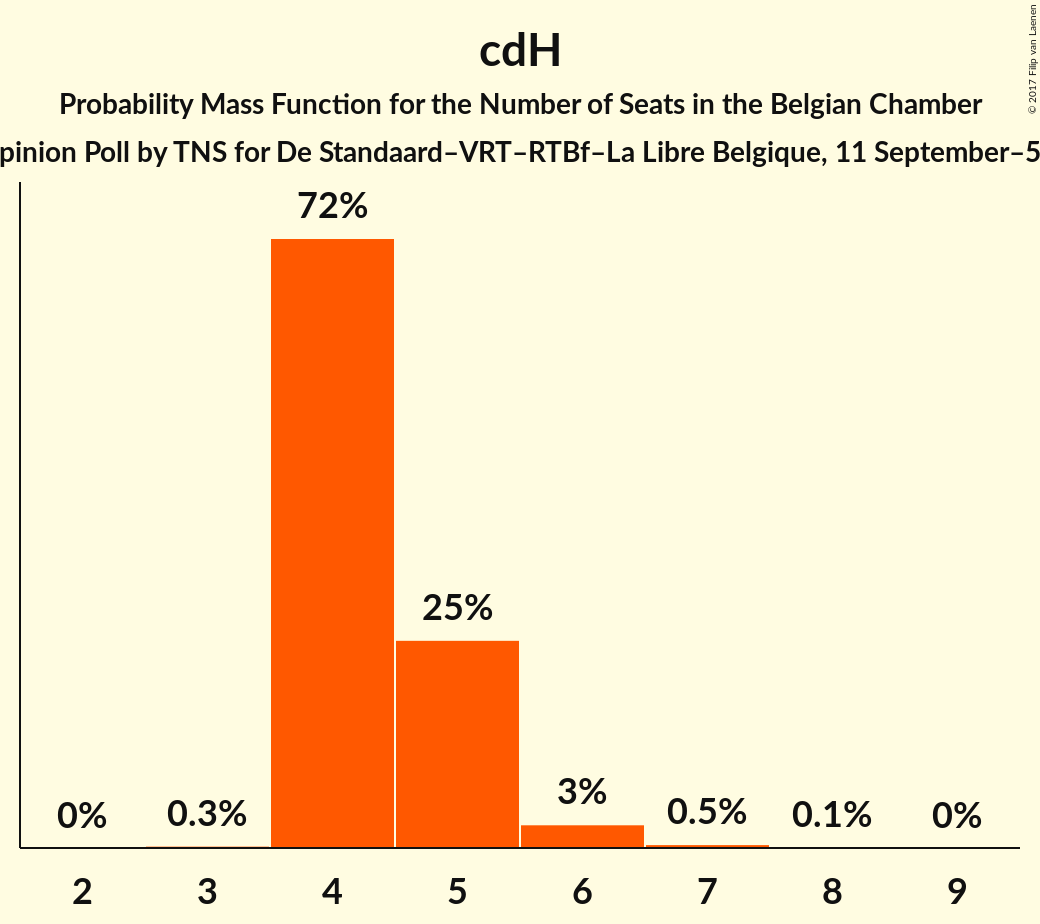 cdH
Probability Mass Function for the Number of Seats in the Belgian Chamber
pinion Poll by TNS for De Standaard–VRT–RTBf–La Libre Belgique, 11 September–5
© 2017 Filip van Laenen
72%
25%
3%
0.5%
0.3%
0.1%
0%
0%
2 3 4 5 6 7 8 9